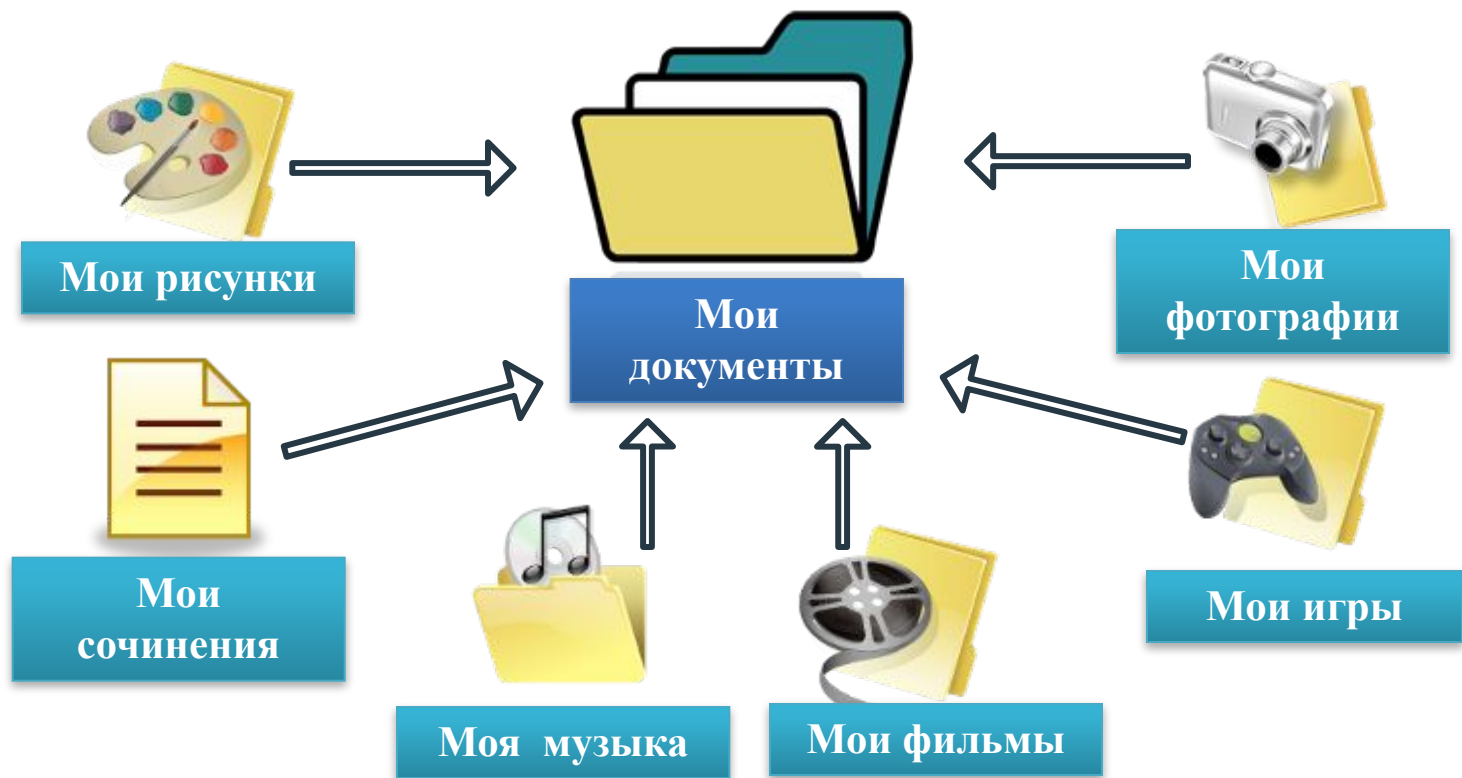 Мои рисунки
Мои
документы
Мои
фотографии
Мои
сочинения
Мои игры
Моя  музыка
Мои фильмы